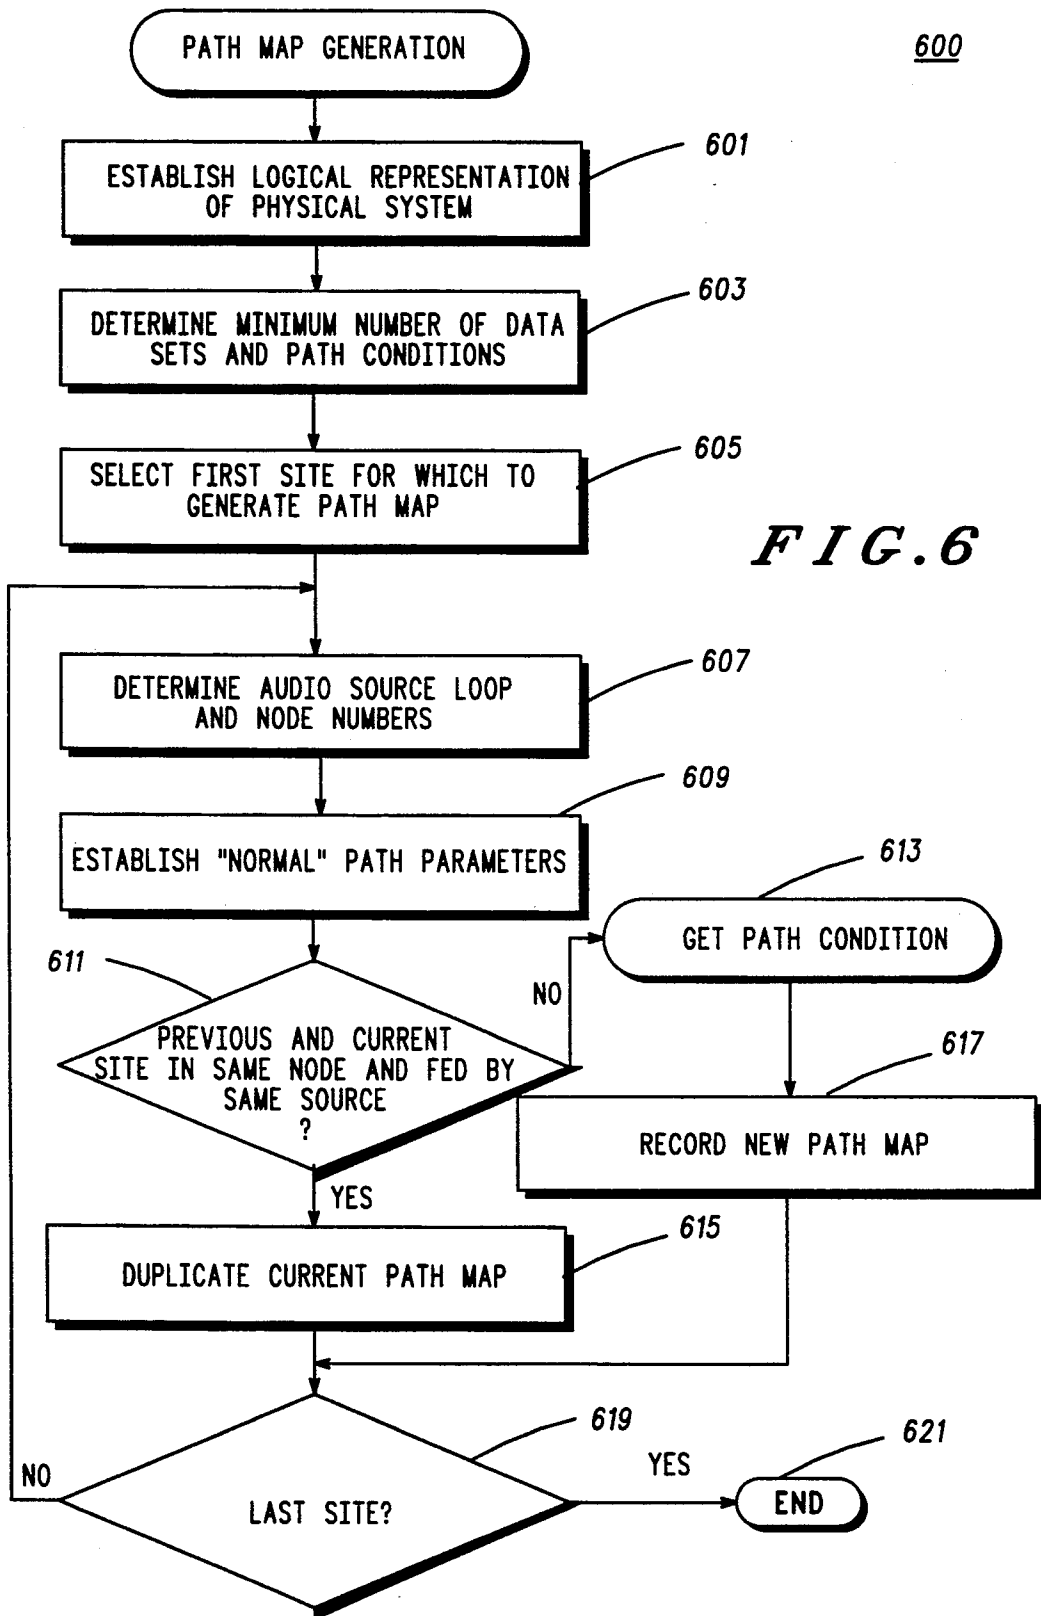 PATH MAP GENERATION
600
601
ESTABLISH LOGICAL REPRESENTATION
OF PHYSICAL SYSTEM
603
DETERMINE MINIMUM NUMBER OF DATA
SETS AND PATH CONDITIONS
605
SELECT FIRST SITE FOR WHICH TO
GENERATE PATH MAP
FIG.6
607
DETERMINE AUDIO SOURCE LOOP
AND NODE NUMBERS
609
ESTABLISH "NORMAL" PATH PARAMETERS
613
GET PATH CONDITION
611
NO
PREVIOUS AND CURRENT
SITE IN SAME NODE AND FED BY
SAME SOURCE
?
617
RECORD NEW PATH MAP
YES
615
DUPLICATE CURRENT PATH MAP
619
621
NO
YES
LAST SITE?
END